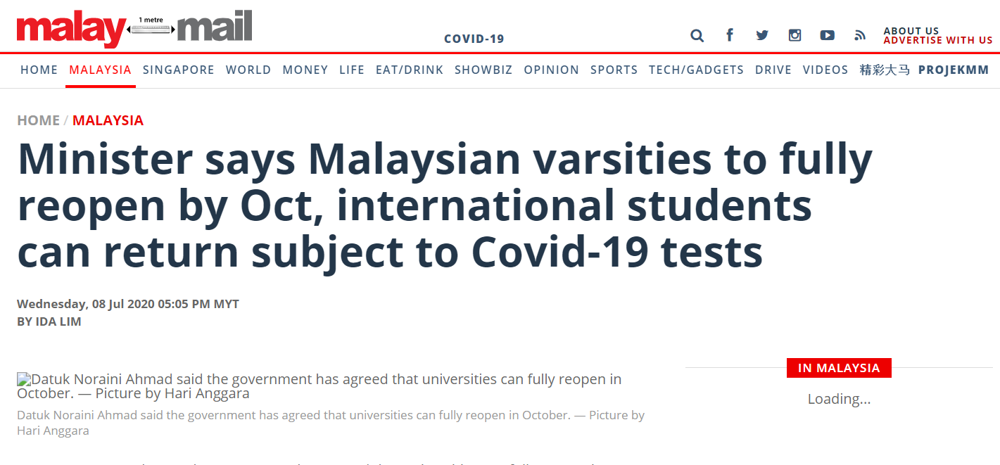 malay 1 metre mail
COVID-19
ABOUT US
ADVERTISE WITH US
HOME MALAYSIA SINGAPORE WORLD MONEY LIFE EAT/DRINK SHOWBIZ OPINION SPORTS TECH/GADGETS DRIVE VIDEOS 精彩大马 PROJEKMM
HOME / MALAYSIA
Minister says Malaysian varsities to fully
reopen by Oct, international students
can return subject to Covid-19 tests
Wednesday, 08 Jul 2020 05:05 PM MYT
BY IDA LIM
Datuk Noraini Ahmad said the government has agreed that universities can fully reopen in
October. — Picture by Hari Anggara
Datuk Noraini Ahmad said the government has agreed that universities can fully reopen in October. — Picture by
Hari Anggara
IN MALAYSIA
Loading...